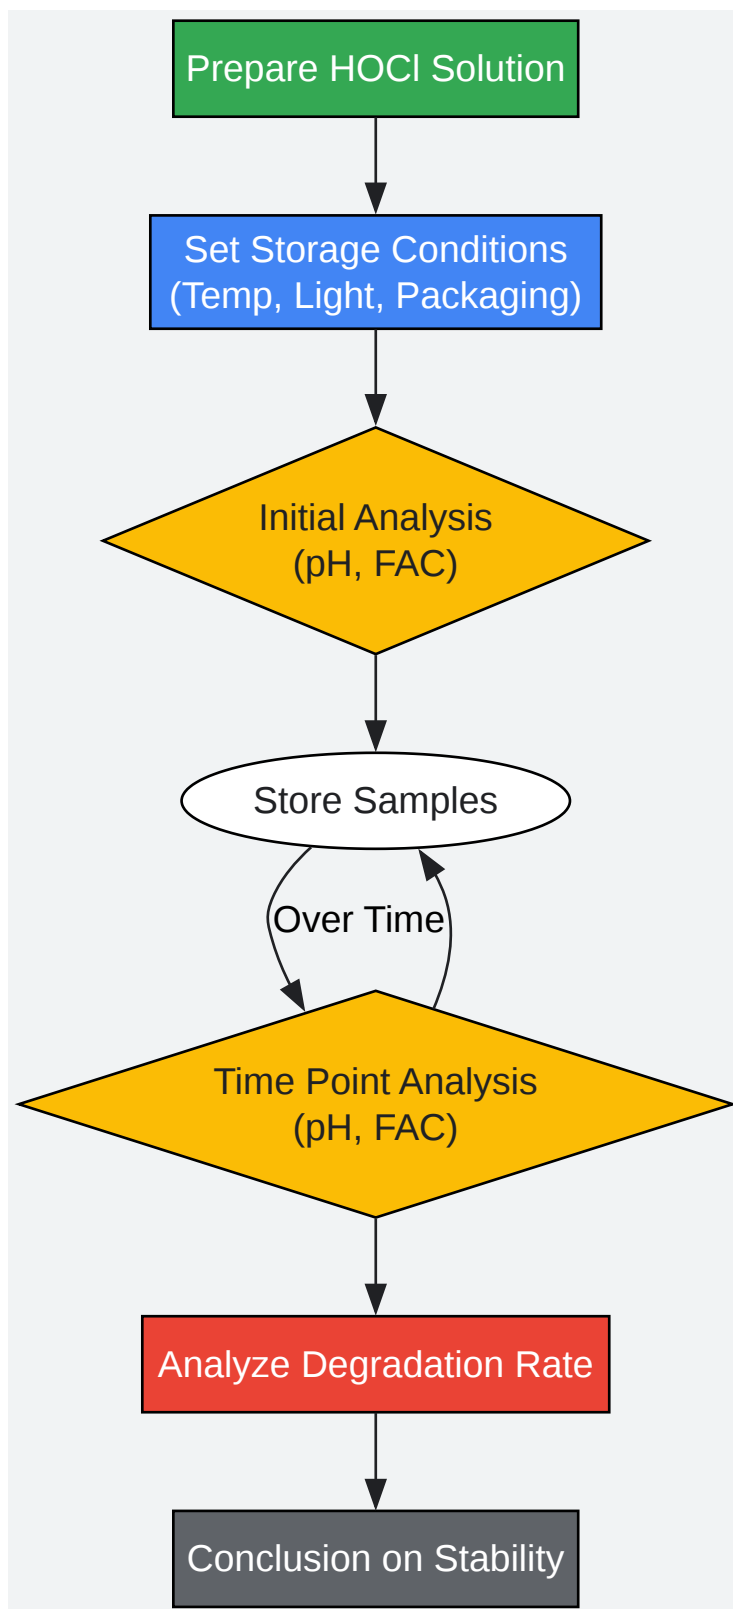 Prepare HOCl Solution
Set Storage Conditions
(Temp, Light, Packaging)
Initial Analysis
(pH, FAC)
Store Samples
Over Time
Time Point Analysis
(pH, FAC)
Analyze Degradation Rate
Conclusion on Stability